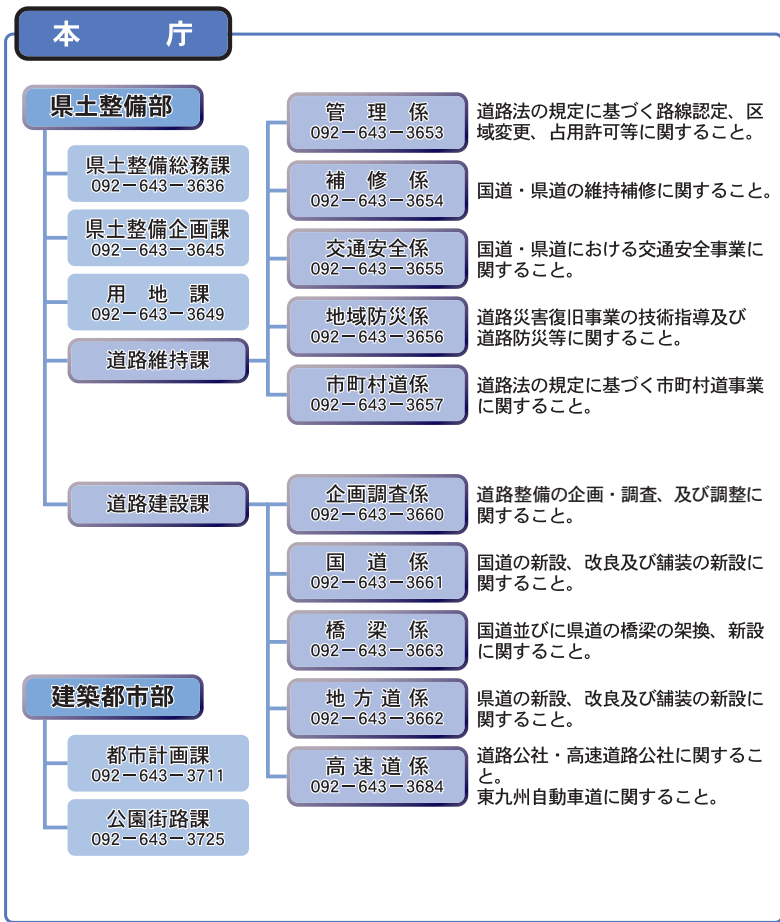 本　庁
県土整備部
県土整備総務課
092－643－3636
県土整備企画課
092－643－3645
用　地　課
092－643－3649
道路維持課
管　理　係
092－643－3653
道路法の規定に基づく路線認定、区
域変更、占用許可等に関すること。
補　修　係
092－643－3654
国道・県道の維持補修に関すること。
交通安全係
092－643－3655
国道・県道における交通安全事業に
関すること。
地域防災係
092－643－3656
道路災害復旧事業の技術指導及び
道路防災等に関すること。
市町村道係
092－643－3657
道路法の規定に基づく市町村道事業
に関すること。
道路建設課
企画調査係
092－643－3660
道路整備の企画・調査、及び調整に
関すること。
国　道　係
092－643－3661
国道の新設、改良及び舗装の新設に
関すること。
橋　梁　係
092－643－3663
国道並びに県道の橋梁の架換、新設
に関すること。
地 方 道 係
092－643－3662
県道の新設、改良及び舗装の新設に
関すること。
高 速 道 係
092－643－3684
道路公社・高速道路公社に関するこ
と。
東九州自動車道に関すること。
建築都市部
都市計画課
092－643－3711
公園街路課
092－643－3725